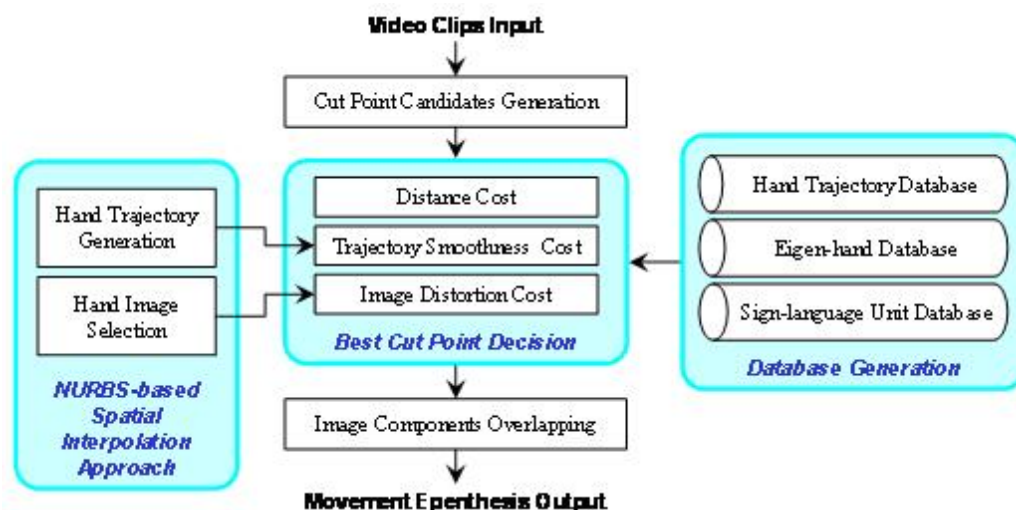 Video Clips Input
Cut Point Candidates Generation
Hand Trajectory
Generation
Hand Image
Selection
NURBS-based
Spatial
Interpolation
Approach
Distance Cost
Trajectory Smoothness Cost
Image Distortion Cost
Best Cut Point Decision
Hand Trajectory Database
Eigen-hand Database
Sign-language Unit Database
Database Generation
Image Components Overlapping
Movement Epenthesis Output